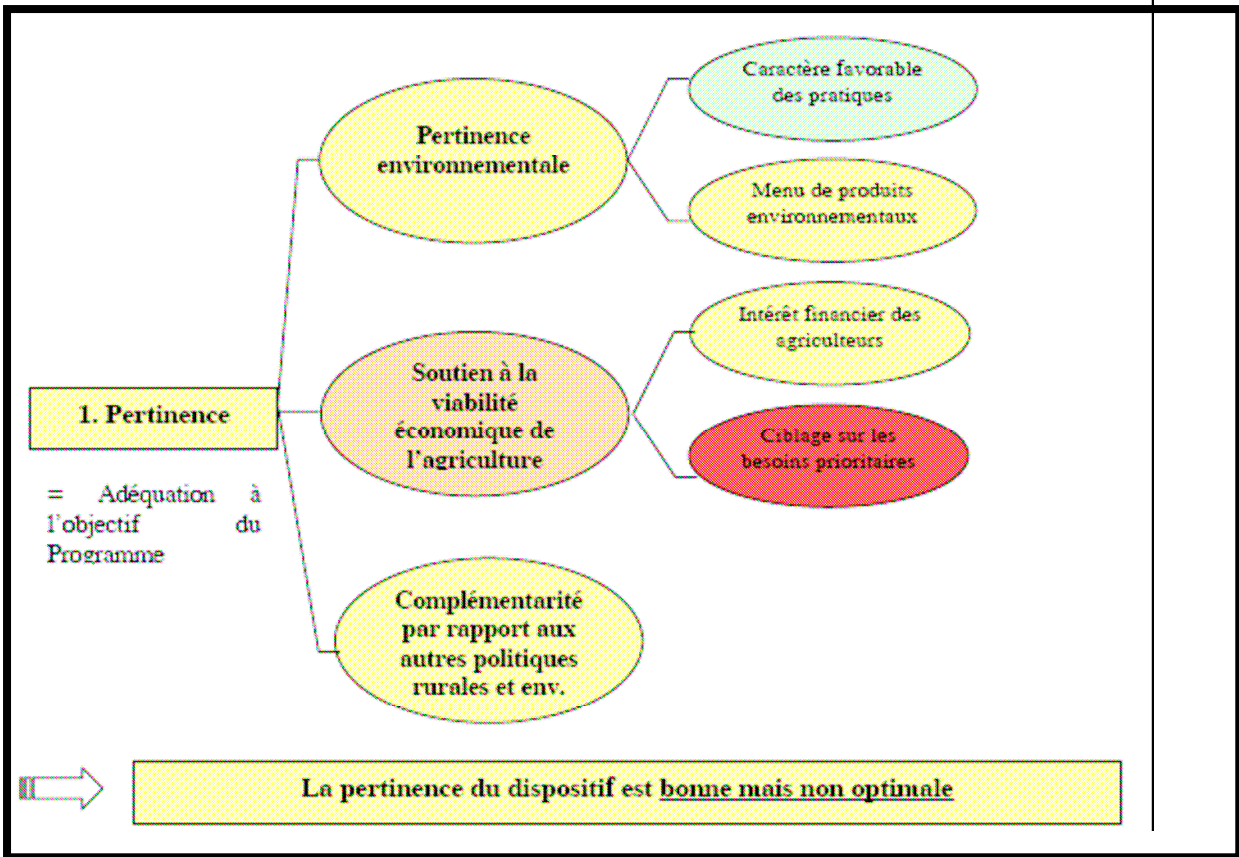 Caractère favorable
des pratiques
Pertinence
environnementale
Menu de produits
environnementaux
Intérêt financier des
agriculteurs
Soutien à la
viabilité
économique de
l'agriculture
1. Pertinence
Ciblage sur les
besoins prioritaires
= Adéquation à
l'objectif du
Programme
Complémentarité
par rapport aux
autres politiques
rurales et env.
La pertinence du dispositif est bonne mais non optimale